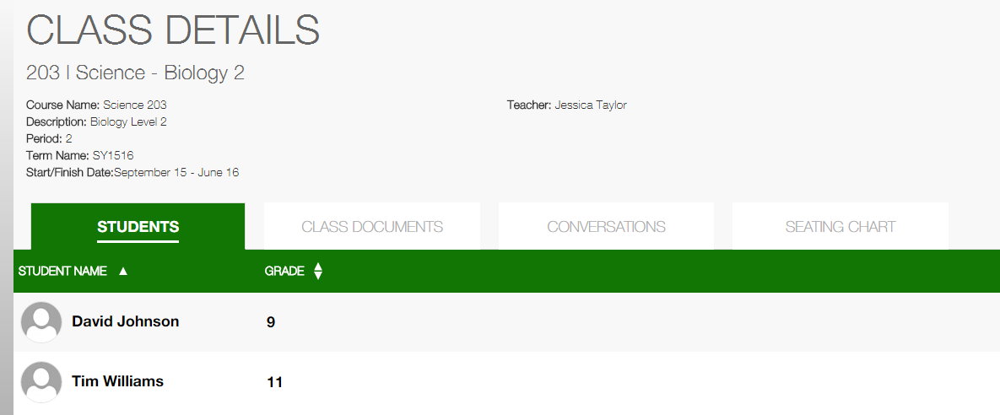 CLASS DETAILS
203 | Science - Biology 2
Course Name: Science 203
Teacher: Jessica Taylor
Description: Biology Level 2
Period: 2
Term Name: SY1516
Start/Finish Date:September 15 - June 16
STUDENTS
CLASS DOCUMENTS
CONVERSATIONS
SEATING CHART
STUDENT NAME ▲ GRADE
David Johnson 9
Tim Williams 11